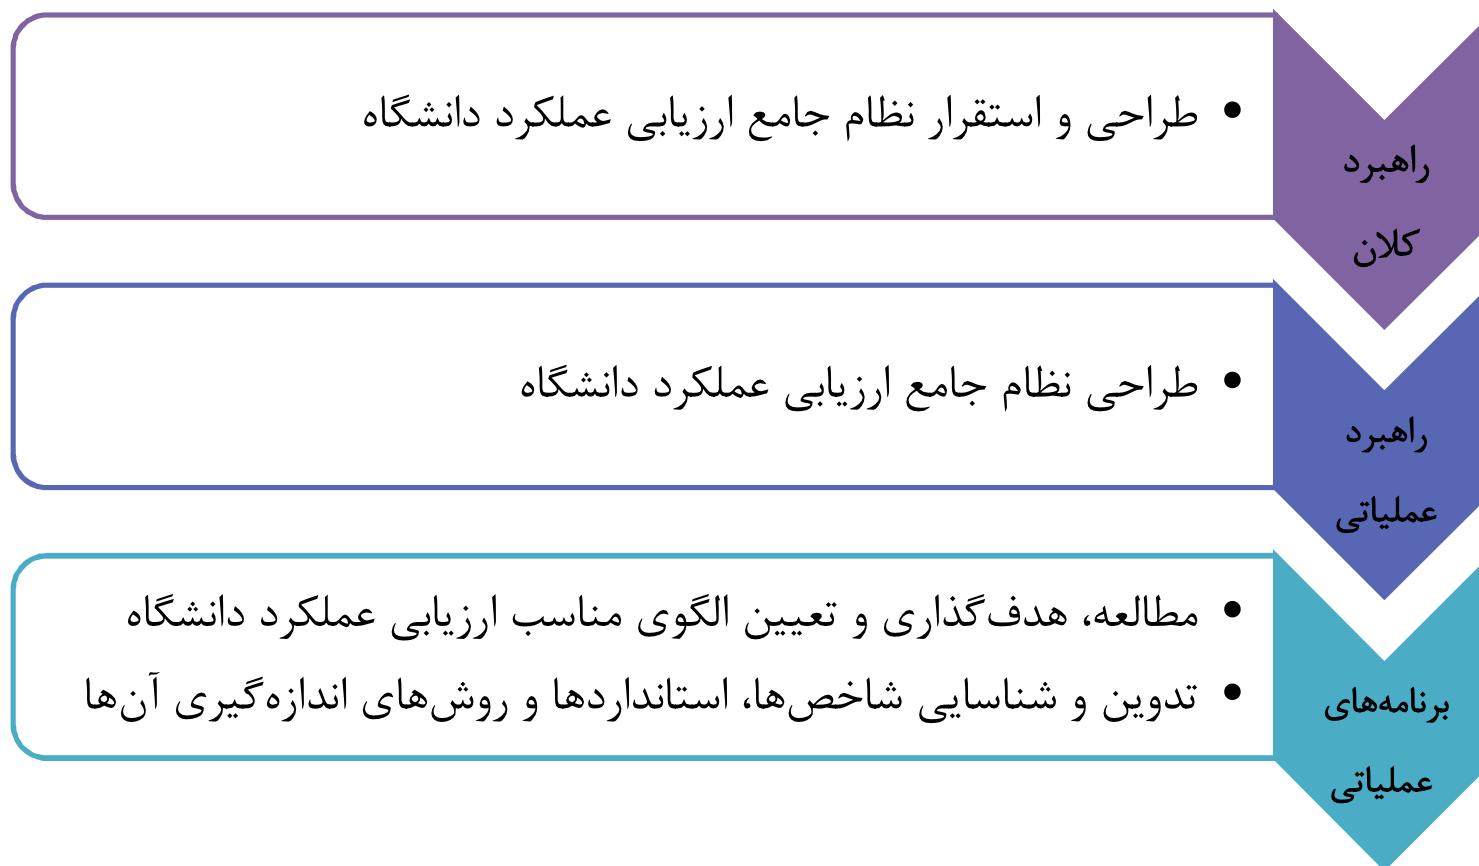 راهبرد
کلان
• طراحی و استقرار نظام جامع ارزیابی عملکرد دانشگاه
راهبرد
عملیاتی
• طراحی نظام جامع ارزیابی عملکرد دانشگاه
برنامه‌های
عملیاتی
• مطالعه، هدف‌گذاری و تعیین الگوی مناسب ارزیابی عملکرد دانشگاه
• تدوین و شناسایی شاخص‌ها، استانداردها و روش‌های اندازه‌گیری آن‌ها